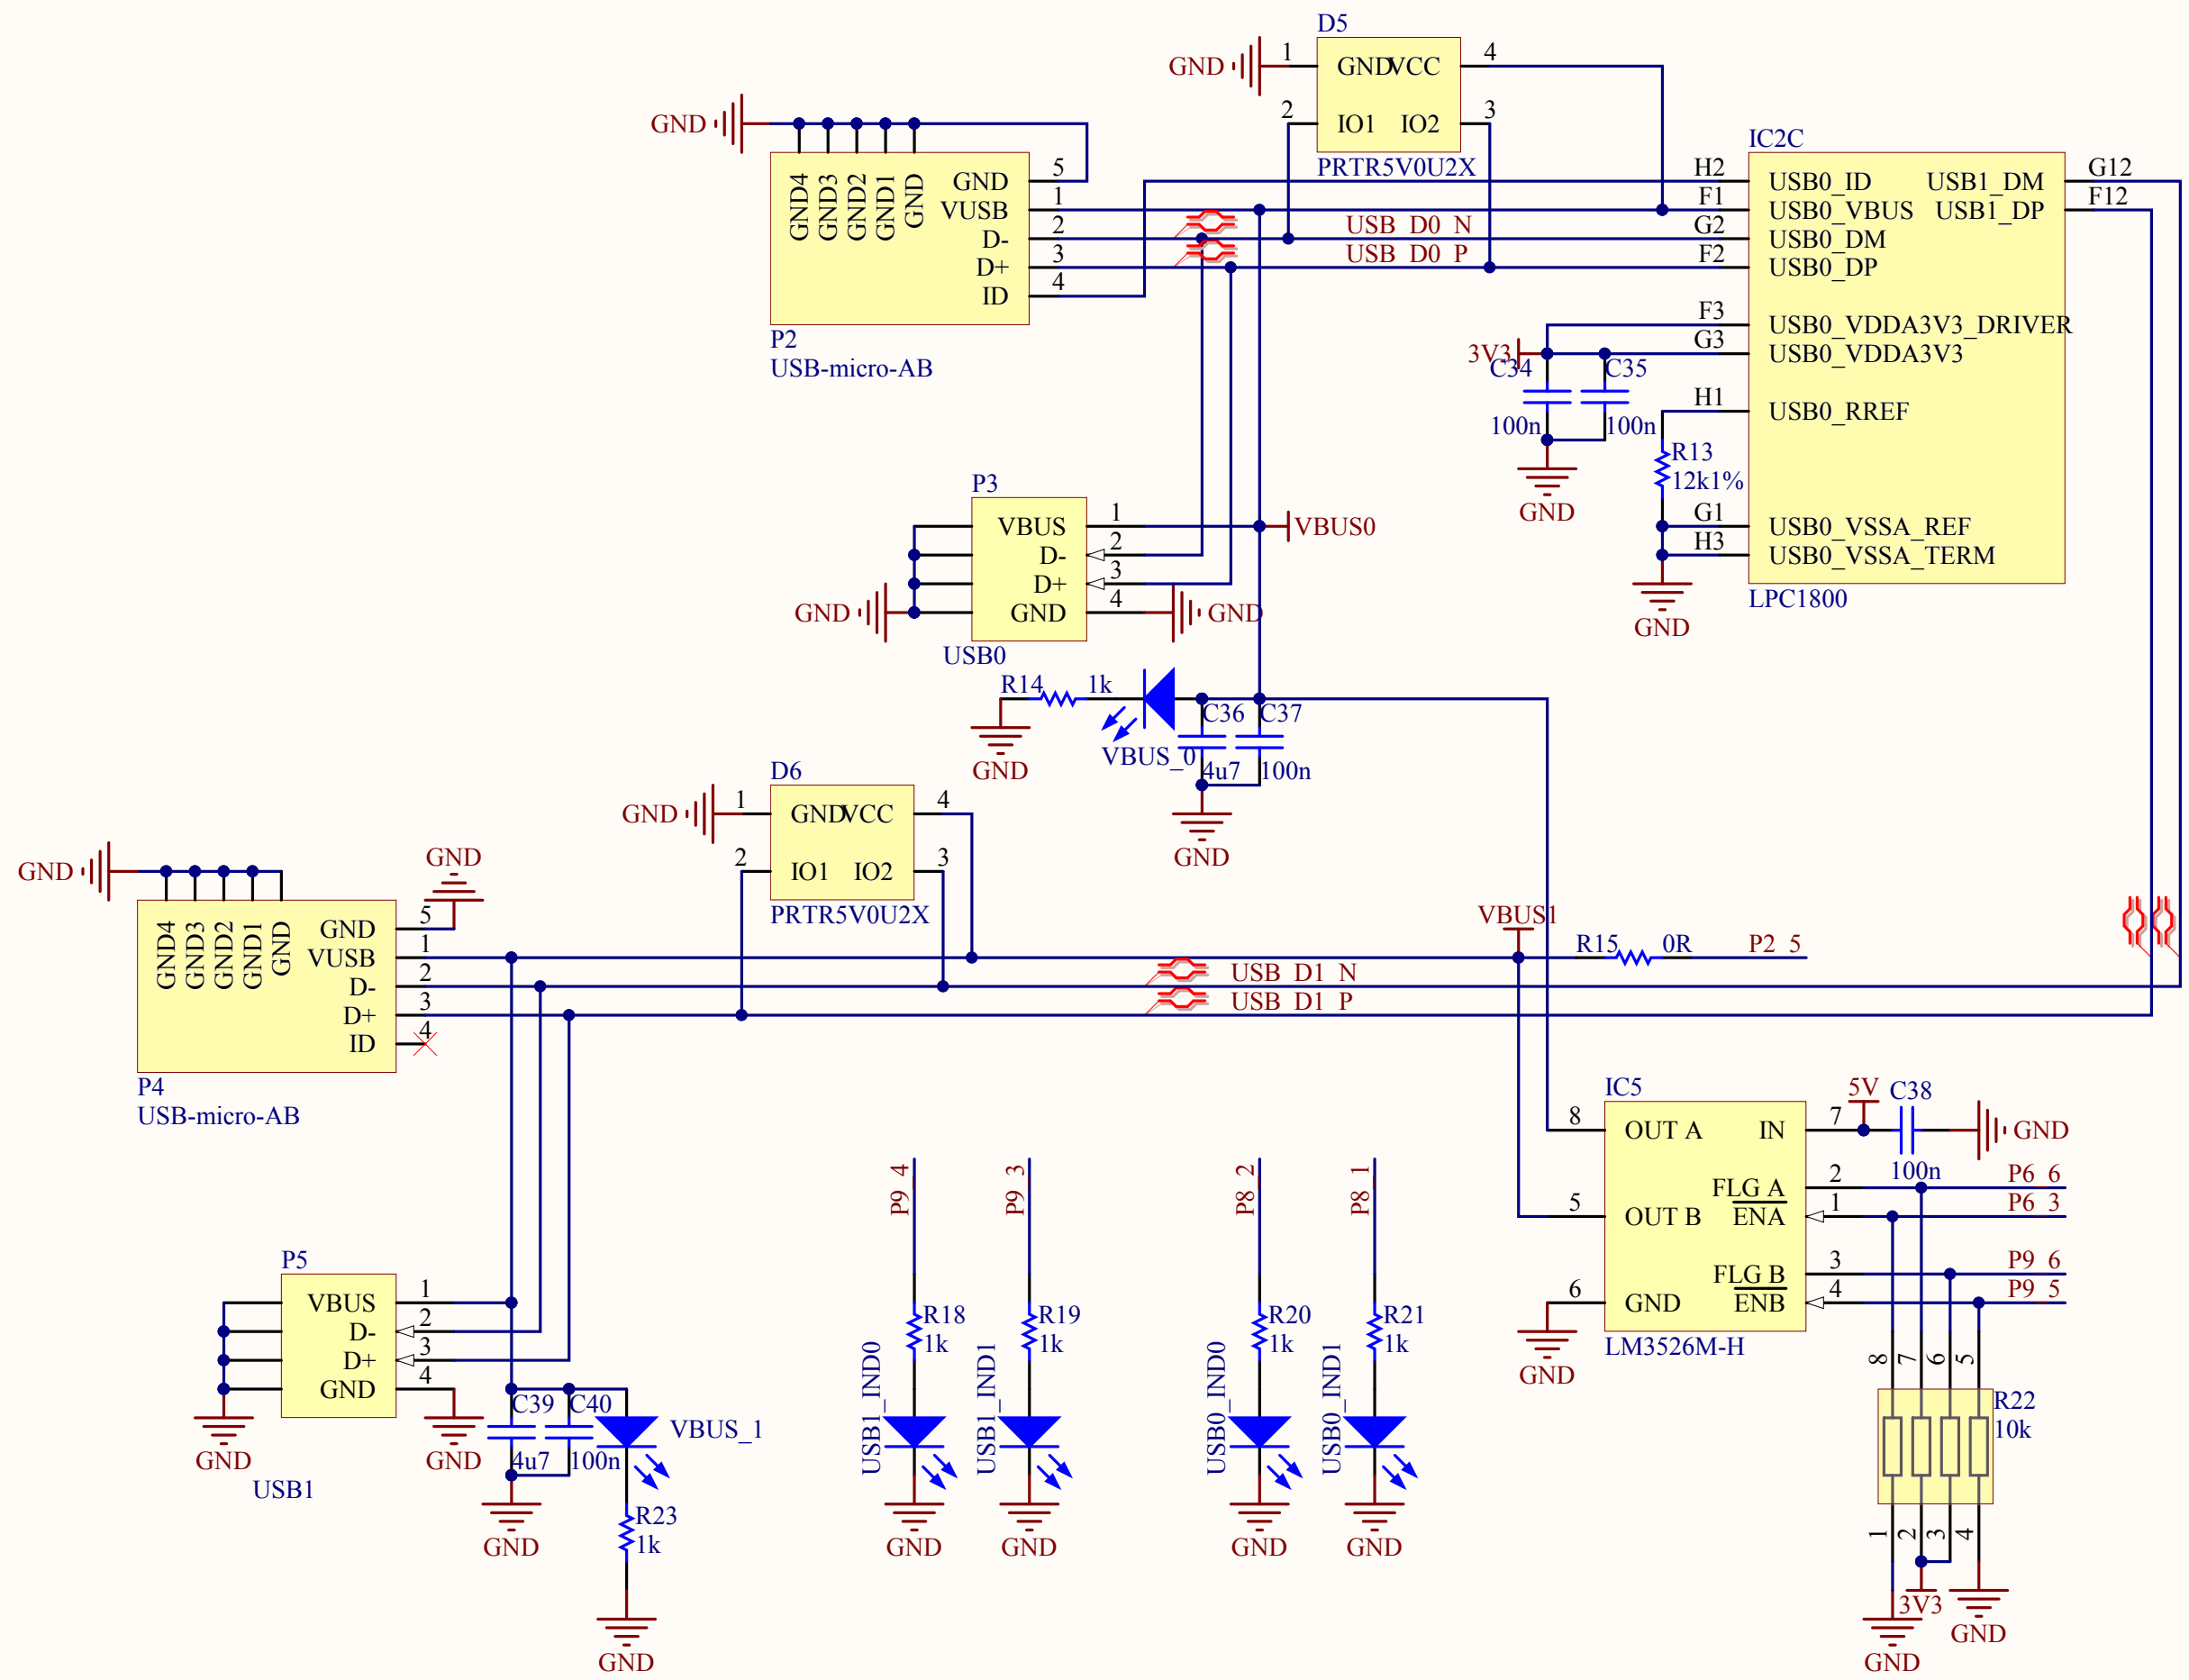 D5
GND
1
GND
VCC
4
2
IO1
IO2
3
PRTR5V0U2X
GND
GND4
GND3
GND2
GND1
GND
GND
5
VUSB
1
D-
2
D+
3
ID
4
P2
USB-micro-AB
USB_D0_N
USB_D0_P
IC2C
H2
USB0_ID
USB1_DM
G12
F1
USB0_VBUS
USB1_DP
F12
G2
USB0_DM
F2
USB0_DP
F3
USB0_VDDA3V3_DRIVER
3V3
G3
USB0_VDDA3V3
C34
C35
100n
100n
GND
H1
USB0_RREF
R13
12k1%
G1
USB0_VSSA_REF
H3
USB0_VSSA_TERM
GND
LPC1800
P3
VBUS
1
VBUS0
D-
2
D+
3
GND
GND
4
GND
USB0
R14
1k
GND
VBUS_0
C36
C37
4u7
100n
GND
D6
GND
1
GND
VCC
4
2
IO1
IO2
3
PRTR5V0U2X
GND
GND
GND4
GND3
GND2
GND1
GND
GND
5
VUSB
1
D-
2
D+
3
ID
4
P4
USB-micro-AB
VBUS1
R15
0R
P2_5
USB_D1_N
USB_D1_P
IC5
8
OUT A
IN
7
5V
C38
100n
GND
FLG A
2
P6_6
5
OUT B
ENA
1
P6_3
FLG B
3
P9_6
6
GND
ENB
4
P9_5
GND
LM3526M-H
8
7
6
5
R22
10k
1
2
3
4
3V3
GND
GND
P5
VBUS
1
D-
2
D+
3
GND
4
GND
GND
USB1
C39
C40
4u7
100n
GND
VBUS_1
R23
1k
GND
P9_4
R18
1k
USB1_IND0
GND
P9_3
R19
1k
USB1_IND1
GND
P8_2
R20
1k
USB0_IND0
GND
P8_1
R21
1k
USB0_IND1
GND